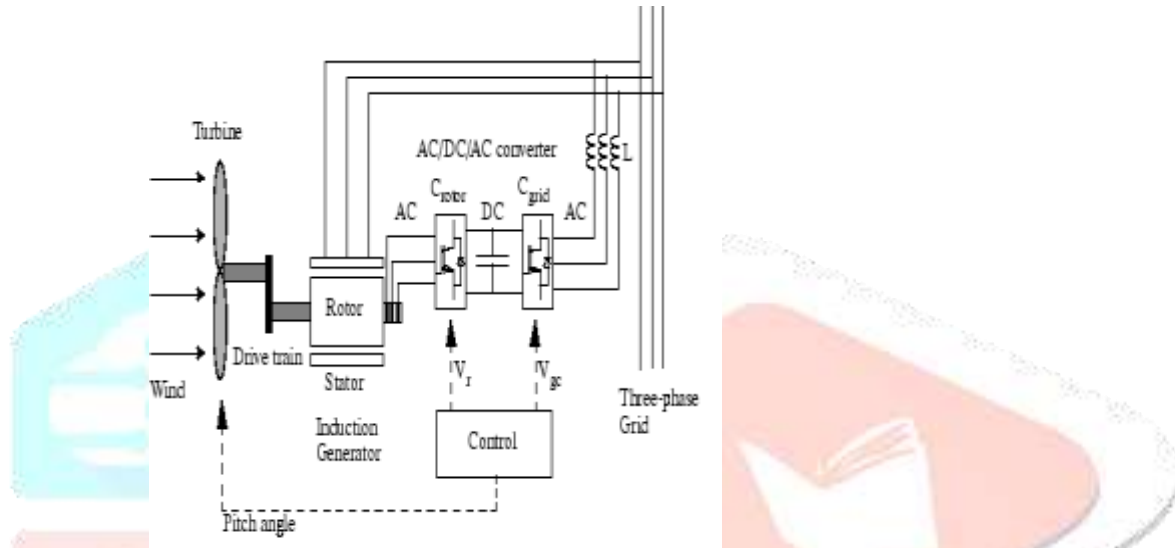 Turbine
AC/DC/AC converter
L
C_rotor
C_grid
AC
DC
AC
Rotor
Drive train
Stator
Wind
V_r
V_gc
Three-phase
Grid
Induction
Generator
Control
Pitch angle